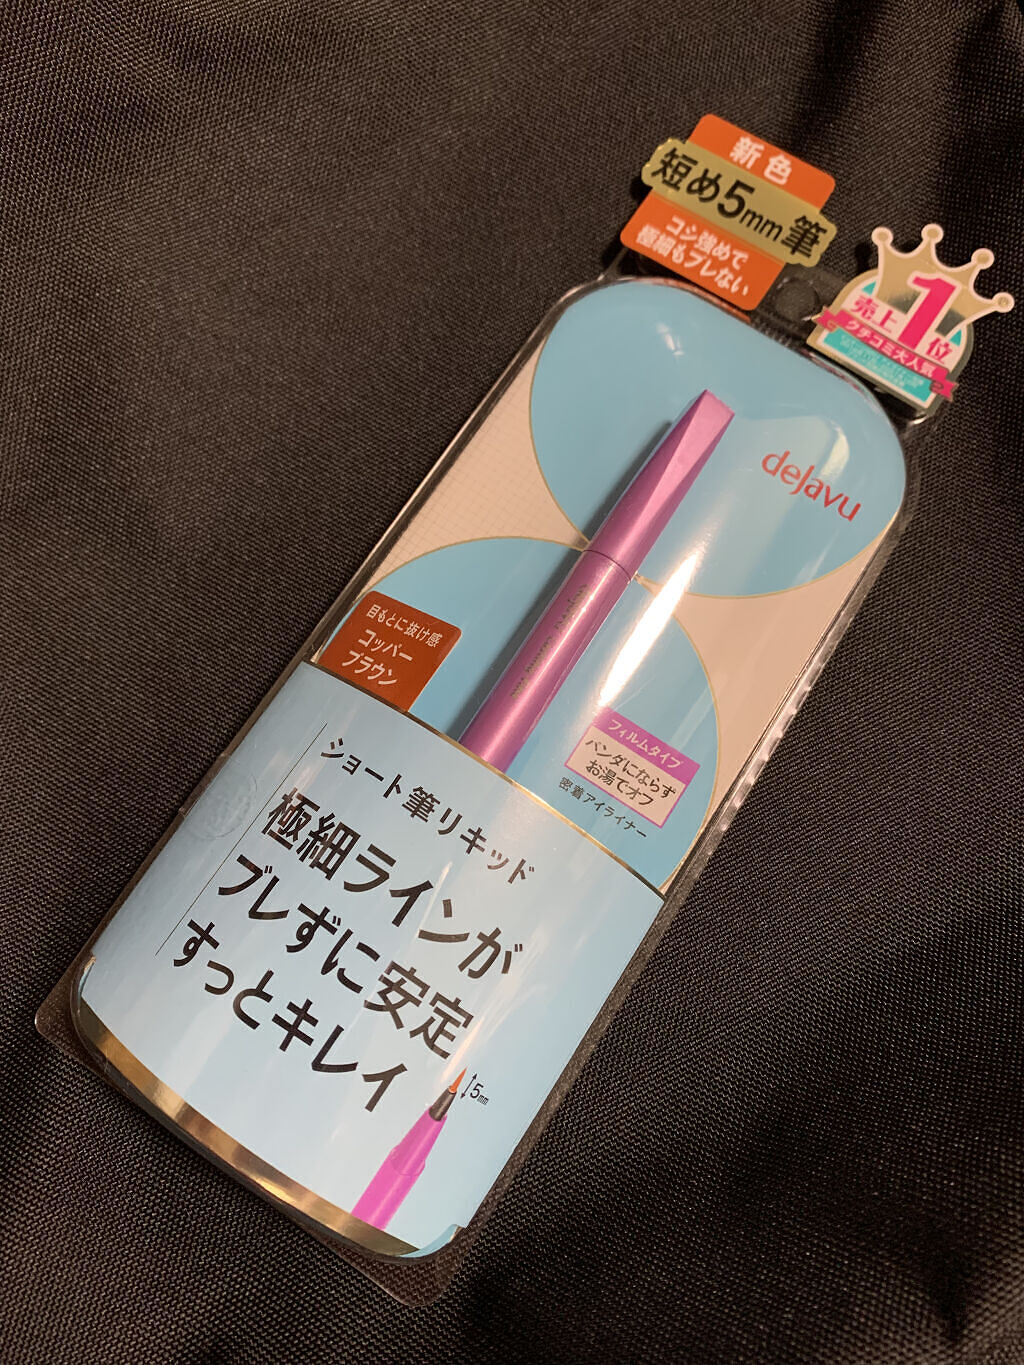 新色
短め5mm筆
コシ強めで
極細もブレない
売上1位
クチコミ大人気
dejavu
目もとに抜け感
コッパー
ブラウン
フィルムタイプ
パンダにならず
お湯でオフ
密着アイライナー
ショート筆リキッド
極細ラインが
ブレずに安定
すっとキレイ
5mm